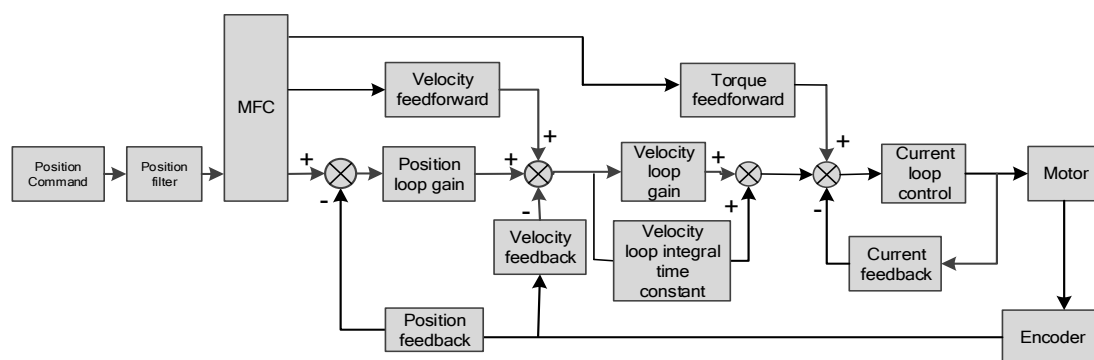 Position
Command
Position
filter
MFC
Velocity
feedforward
Torque
feedforward
+
-
Position
loop gain
+
+
-
Velocity
feedback
Velocity
loop gain
Velocity
loop integral
time
constant
+
+
+
-
Current
loop
control
Current
feedback
Motor
Position
feedback
Encoder